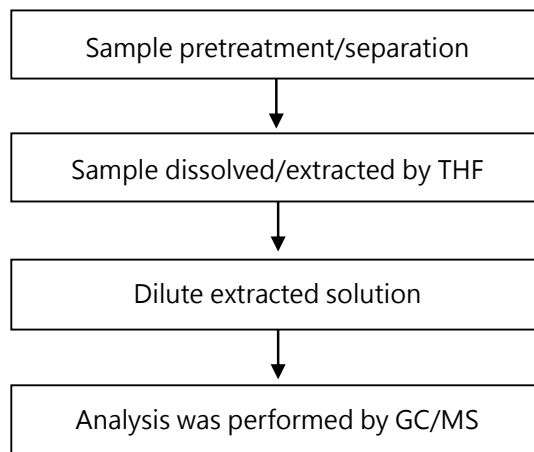 Sample pretreatment/separation
Sample dissolved/extracted by THF
Dilute extracted solution
Analysis was performed by GC/MS